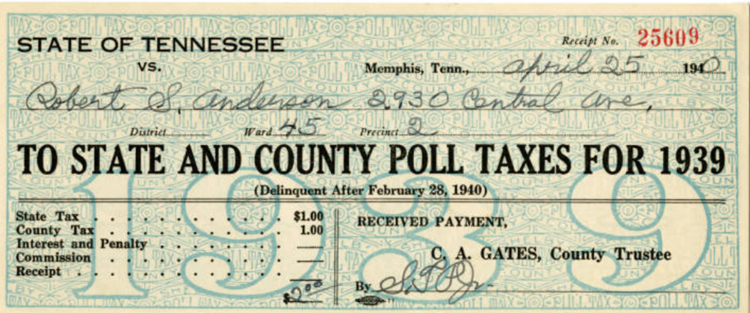 STATE OF TENNESSEE
Receipt No. 25609
VS.
Memphis, Tenn., April 25 1940
Robert S. Anderson 2930 Central Ave,
District Ward 45 Precinct 2
TO STATE AND COUNTY POLL TAXES FOR 1939
(Delinquent After February 28, 1940)
State Tax . . . . . . . . . . $1.00
County Tax . . . . . . . . . . 1.00
Interest and Penalty . . . . . .
Commission . . . . . . . . . .
Receipt . . . . . . . . . . .
$2.00
RECEIVED PAYMENT,
C. A. GATES, County Trustee
By
1939